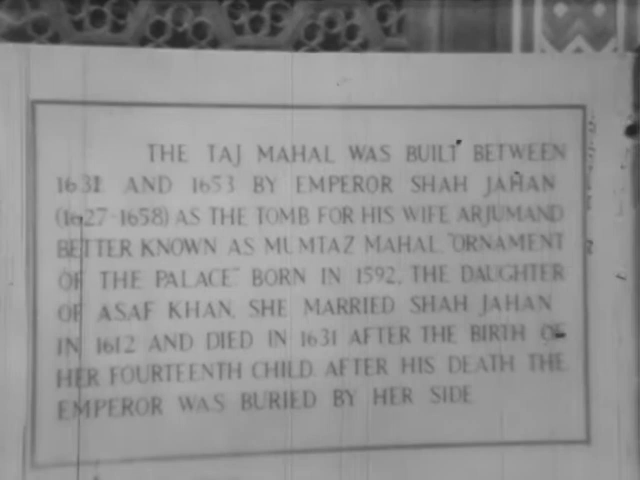 THE TAJ MAHAL WAS BUILT BETWEEN
1631 AND 1653 BY EMPEROR SHAH JAHAN
(1627-1658) AS THE TOMB FOR HIS WIFE ARJUMAND
BETTER KNOWN AS MUMTAZ MAHAL "ORNAMENT
OF THE PALACE" BORN IN 1592, THE DAUGHTER
OF ASAF KHAN, SHE MARRIED SHAH JAHAN
IN 1612 AND DIED IN 1631 AFTER THE BIRTH OF
HER FOURTEENTH CHILD. AFTER HIS DEATH THE
EMPEROR WAS BURIED BY HER SIDE